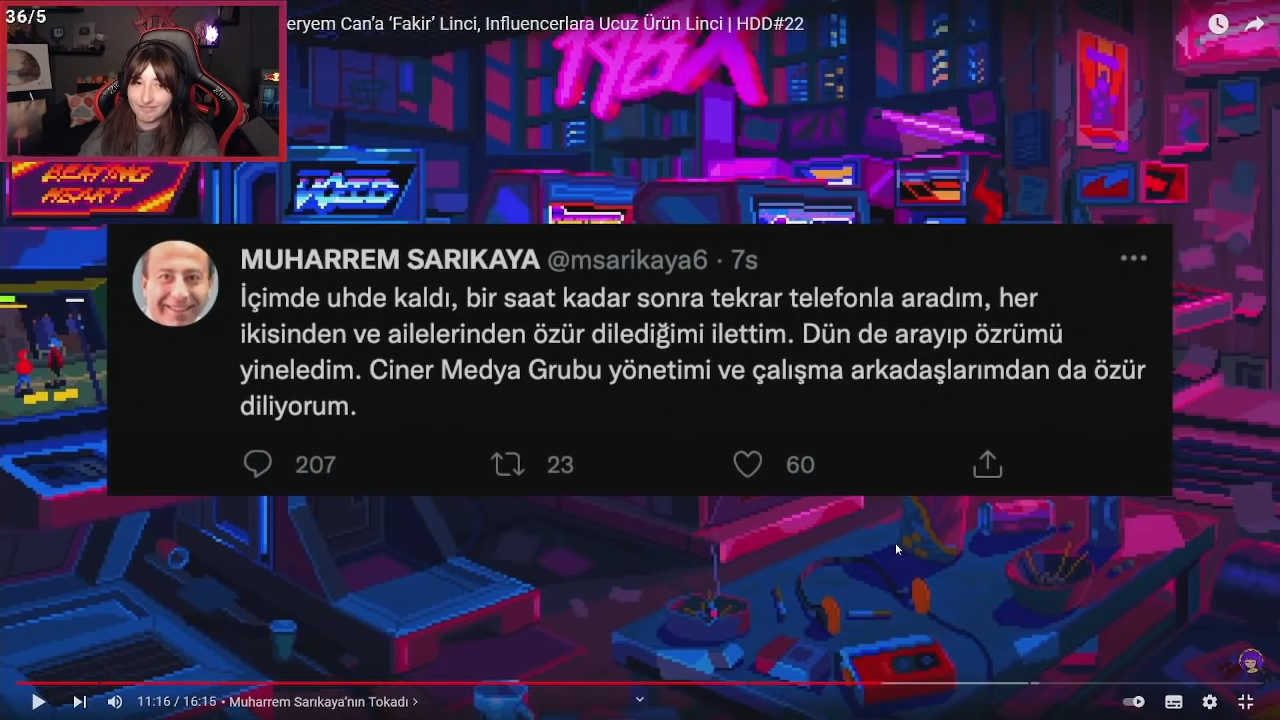 36/5
eryem Can’a ‘Fakir’ Linci, Influencerlara Ucuz Ürün Linci | HDD#22
BEATING
HEART
WILD
MUHARREM SARIKAYA @msarikaya6 · 7s
İçimde uhde kaldı, bir saat kadar sonra tekrar telefonla aradım, her
ikisinden ve ailelerinden özür dilediğimi ilettim. Dün de arayıp özrümü
yineledim. Ciner Medya Grubu yönetimi ve çalışma arkadaşlarımdan da özür
diliyorum.
207 23 60
11:16 / 16:15 • Muharrem Sarıkaya’nın Tokadı ›